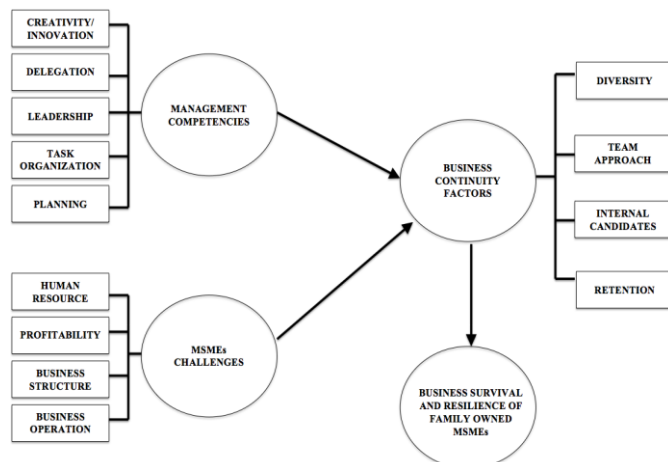 CREATIVITY/
INNOVATION
DELEGATION
LEADERSHIP
TASK
ORGANIZATION
PLANNING
MANAGEMENT
COMPETENCIES
HUMAN
RESOURCE
PROFITABILITY
BUSINESS
STRUCTURE
BUSINESS
OPERATION
MSMEs
CHALLENGES
BUSINESS
CONTINUITY
FACTORS
BUSINESS SURVIVAL
AND RESILIENCE OF
FAMILY OWNED
MSMEs
DIVERSITY
TEAM
APPROACH
INTERNAL
CANDIDATES
RETENTION